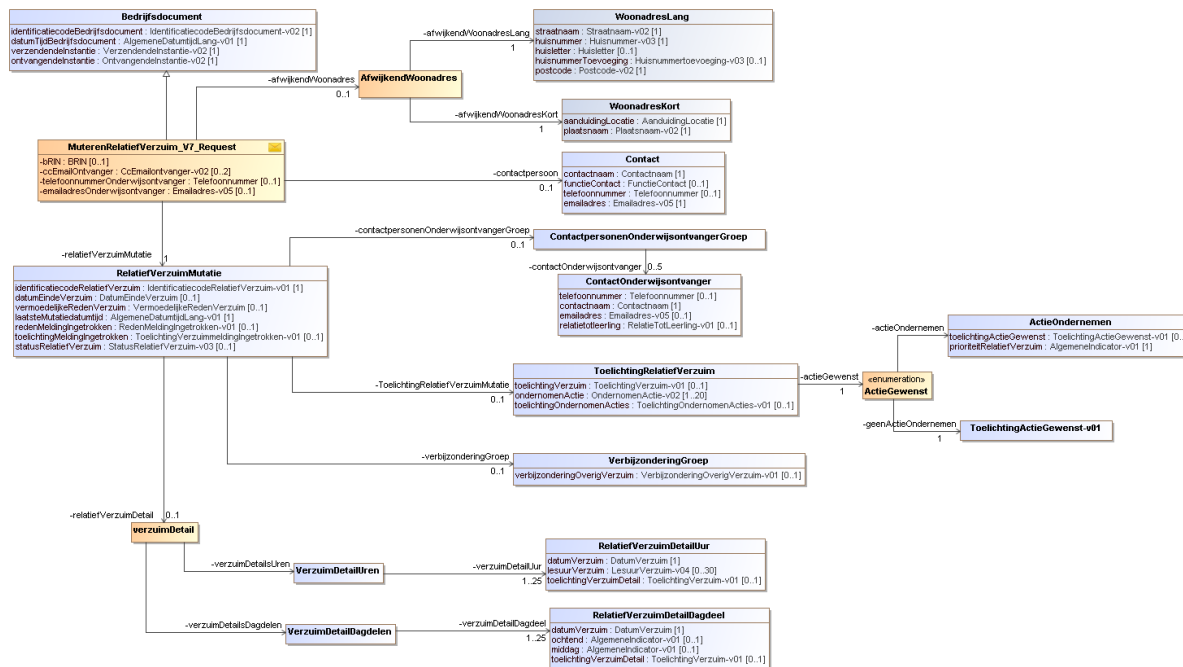 Bedrijfsdocument
identificatiecodeBedrijfsdocument : IdentificatiecodeBedrijfsdocument-v02 [1]
datumTijdBedrijfsdocument : AlgemeneDatumtijdLang-v01 [1]
verzendendeInstantie : VerzendendeInstantie-v02 [1]
ontvangendeInstantie : OntvangendeInstantie-v02 [1]
-afwijkendWoonadresLang
1
WoonadresLang
straatnaam : Straatnaam-v02 [1]
huisnummer : Huisnummer-v03 [1]
huisletter : Huisletter [0..1]
huisnummerToevoeging : Huisnummertoevoeging-v03 [0..1]
postcode : Postcode-v02 [1]
-afwijkendWoonadres
0..1
AfwijkendWoonadres
-afwijkendWoonadresKort
1
WoonadresKort
aanduidingLocatie : AanduidingLocatie [1]
plaatsnaam : Plaatsnaam-v02 [1]
MuterenRelatiefVerzuim_V7_Request
-bRIN : BRIN [0..1]
-ccEmailOntvanger : CcEmailontvanger-v02 [0..2]
-telefoonnummerOnderwijsontvanger : Telefoonnummer [0..1]
-emailadresOnderwijsontvanger : Emailadres-v05 [0..1]
-contactpersoon
0..1
Contact
contactnaam : Contactnaam [1]
functieContact : FunctieContact [0..1]
telefoonnummer : Telefoonnummer [0..1]
emailadres : Emailadres-v05 [1]
-relatiefVerzuimMutatie
1
-contactpersonenOnderwijsontvangerGroep
0..1
ContactpersonenOnderwijsontvangerGroep
-contactOnderwijsontvanger
0..5
RelatiefVerzuimMutatie
identificatiecodeRelatiefVerzuim : IdentificatiecodeRelatiefVerzuim-v01 [1]
datumEindeVerzuim : DatumEindeVerzuim [0..1]
vermoedelijkeRedenVerzuim : VermoedelijkeRedenVerzuim [0..1]
laatsteMutatiedatumtijd : AlgemeneDatumtijdLang-v01 [1]
redenMeldingIngetrokken : RedenMeldingIngetrokken-v01 [0..1]
toelichtingMeldingIngetrokken : ToelichtingVerzuimmeldingIngetrokken-v01 [0..1]
statusRelatiefVerzuim : StatusRelatiefVerzuim-v03 [0..1]
ContactOnderwijsontvanger
telefoonnummer : Telefoonnummer [0..1]
contactnaam : Contactnaam [1]
emailadres : Emailadres-v05 [0..1]
relatietotleerling : RelatieTotLeerling-v01 [0..1]
-actieOndernemen
ActieOndernemen
toelichtingActieGewenst : ToelichtingActieGewenst-v01 [0..
prioriteitRelatiefVerzuim : AlgemeneIndicator-v01 [1]
1
-ToelichtingRelatiefVerzuimMutatie
0..1
ToelichtingRelatiefVerzuim
toelichtingVerzuim : ToelichtingVerzuim-v01 [0..1]
ondernomenActie : OndernomenActie-v02 [1..20]
toelichtingOndernomenActies : ToelichtingOndernomenActies-v01 [0..1]
-actieGewenst
1
«enumeration»
ActieGewenst
-geenActieOndernemen
1
ToelichtingActieGewenst-v01
-verbijzonderingGroep
0..1
VerbijzonderingGroep
verbijzonderingOverigVerzuim : VerbijzonderingOverigVerzuim-v01 [0..1]
-relatiefVerzuimDetail
0..1
verzuimDetail
-verzuimDetailsUren
VerzuimDetailUren
-verzuimDetailUur
1..25
RelatiefVerzuimDetailUur
datumVerzuim : DatumVerzuim [1]
lesuurVerzuim : LesuurVerzuim-v04 [0..30]
toelichtingVerzuimDetail : ToelichtingVerzuim-v01 [0..1]
-verzuimDetailsDagdelen
VerzuimDetailDagdelen
-verzuimDetailDagdeel
1..25
RelatiefVerzuimDetailDagdeel
datumVerzuim : DatumVerzuim [1]
ochtend : AlgemeneIndicator-v01 [0..1]
middag : AlgemeneIndicator-v01 [0..1]
toelichtingVerzuimDetail : ToelichtingVerzuim-v01 [0..1]